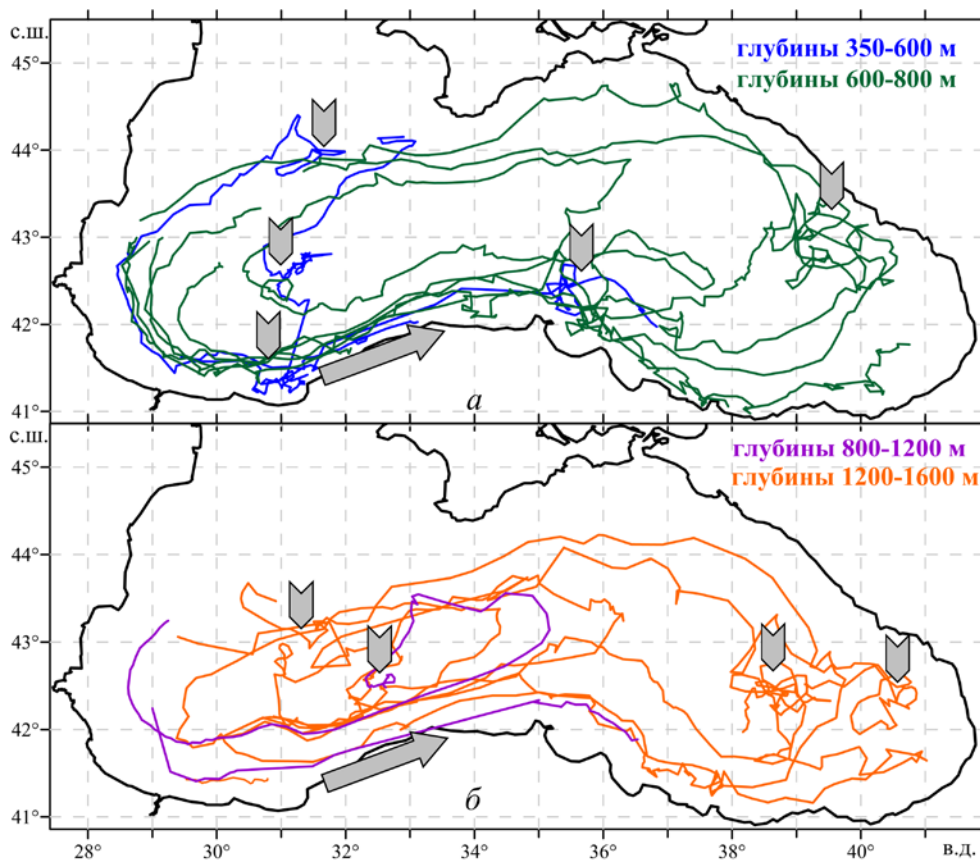 с.ш.
глубины 350-600 м
глубины 600-800 м
45°
44°
43°
42°
41°
а
с.ш.
глубины 800-1200 м
глубины 1200-1600 м
45°
44°
43°
42°
41°
б
28° 30° 32° 34° 36° 38° 40° в.д.